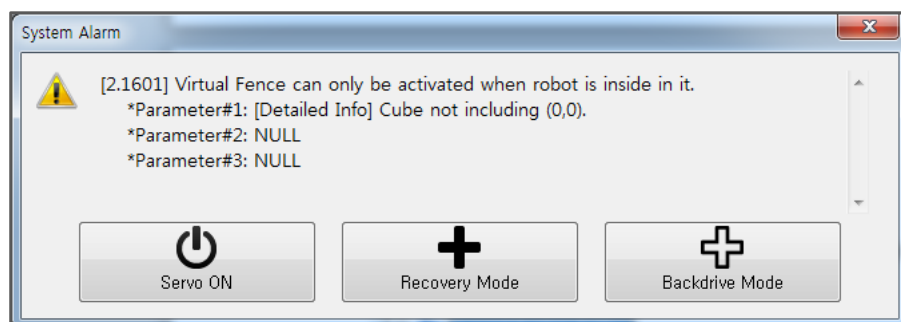 System Alarm
[2.1601] Virtual Fence can only be activated when robot is inside in it.
*Parameter#1: [Detailed Info] Cube not including (0,0).
*Parameter#2: NULL
*Parameter#3: NULL
Servo ON
Recovery Mode
Backdrive Mode